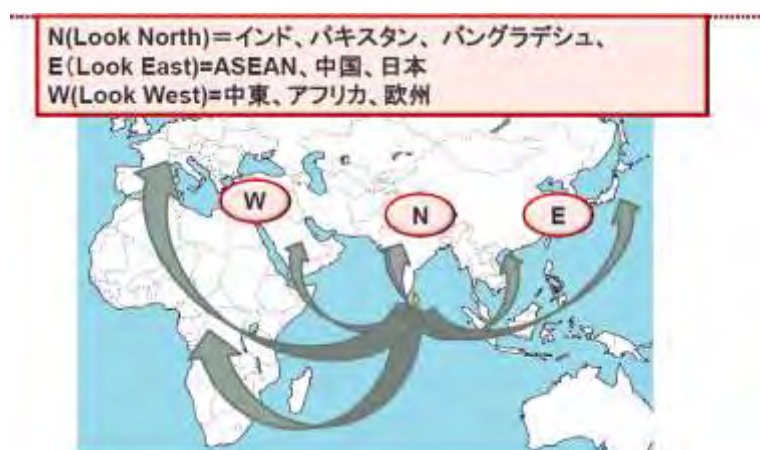 N(Look North)＝インド、パキスタン、バングラデシュ、
E（Look East)=ASEAN、中国、日本
W(Look West)=中東、アフリカ、欧州
W
N
E